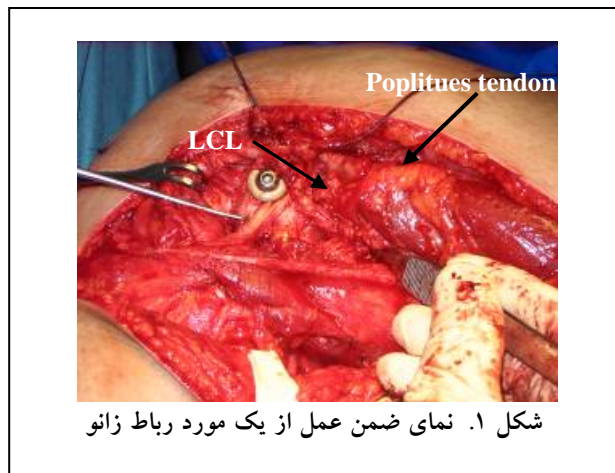 Poplitues tendon
LCL
شکل ۱. نمای ضمن عمل از یک مورد رباط زانو